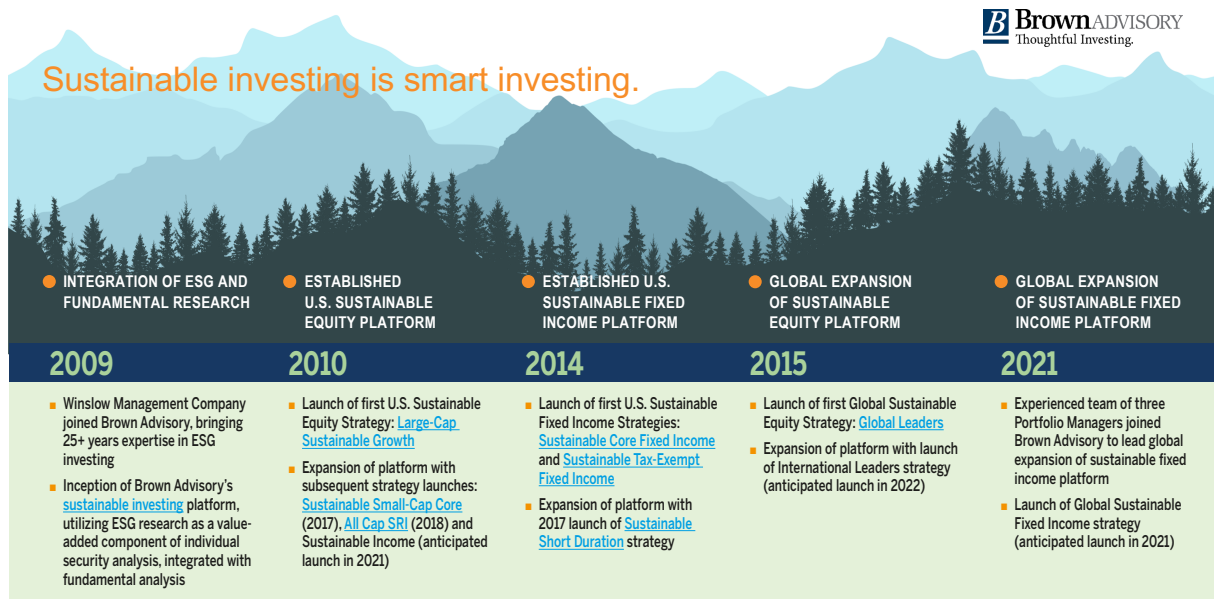 B BrownADVISORY
Thoughtful Investing.
Sustainable investing is smart investing.
INTEGRATION OF ESG AND
FUNDAMENTAL RESEARCH
ESTABLISHED
U.S. SUSTAINABLE
EQUITY PLATFORM
ESTABLISHED U.S.
SUSTAINABLE FIXED
INCOME PLATFORM
GLOBAL EXPANSION
OF SUSTAINABLE
EQUITY PLATFORM
GLOBAL EXPANSION
OF SUSTAINABLE FIXED
INCOME PLATFORM
2009
Winslow Management Company
joined Brown Advisory, bringing
25+ years expertise in ESG
investing
Inception of Brown Advisory's
sustainable investing platform,
utilizing ESG research as a value-
added component of individual
security analysis, integrated with
fundamental analysis
2010
Launch of first U.S. Sustainable
Equity Strategy: Large-Cap
Sustainable Growth
Expansion of platform with
subsequent strategy launches:
Sustainable Small-Cap Core
(2017), All Cap SRI (2018) and
Sustainable Income (anticipated
launch in 2021)
2014
Launch of first U.S. Sustainable
Fixed Income Strategies:
Sustainable Core Fixed Income
and Sustainable Tax-Exempt
Fixed Income
Expansion of platform with
2017 launch of Sustainable
Short Duration strategy
2015
Launch of first Global Sustainable
Equity Strategy: Global Leaders
Expansion of platform with launch
of International Leaders strategy
(anticipated launch in 2022)
2021
Experienced team of three
Portfolio Managers joined
Brown Advisory to lead global
expansion of sustainable fixed
income platform
Launch of Global Sustainable
Fixed Income strategy
(anticipated launch in 2021)